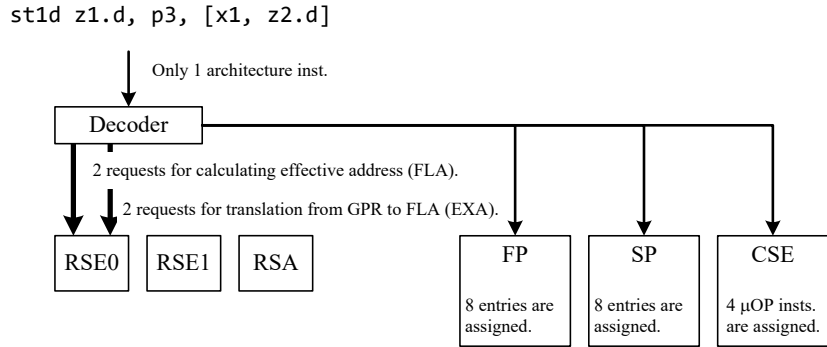 st1d z1.d, p3, [x1, z2.d]
Only 1 architecture inst.
Decoder
2 requests for calculating effective address (FLA).
2 requests for translation from GPR to FLA (EXA).
RSE0
RSE1
RSA
FP
8 entries are
assigned.
SP
8 entries are
assigned.
CSE
4 μOP insts.
are assigned.